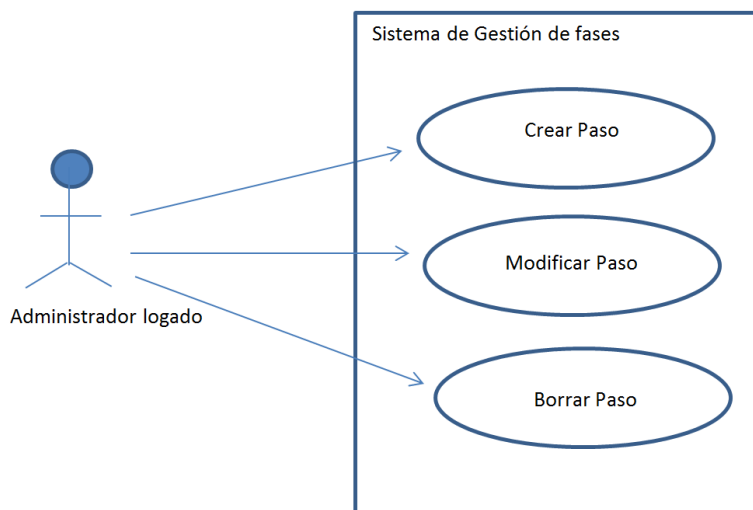 Sistema de Gestión de fases
Crear Paso
Modificar Paso
Administrador logado
Borrar Paso